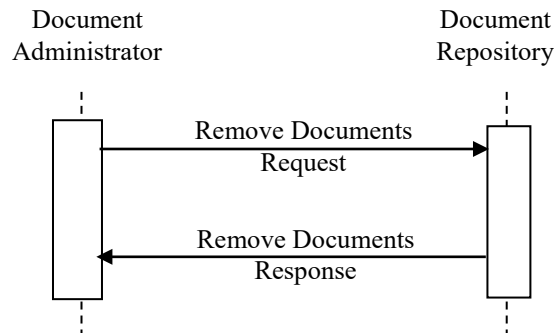 Document
Administrator
Document
Repository
Remove Documents
Request
Remove Documents
Response